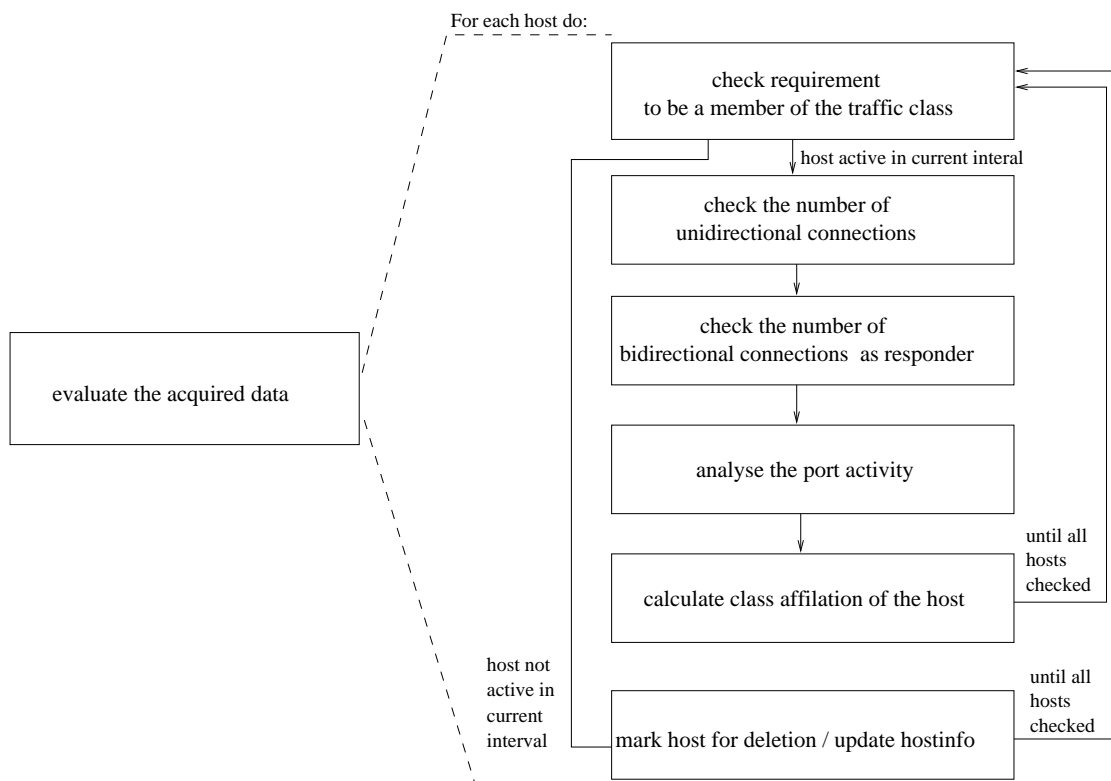 For each host do:
check requirement
to be a member of the traffic class
host active in current interal
check the number of
unidirectional connections
check the number of
bidirectional connections as responder
evaluate the acquired data
analyse the port activity
until all
hosts
checked
calculate class affilation of the host
host not
active in
current
interval
until all
hosts
checked
mark host for deletion / update hostinfo